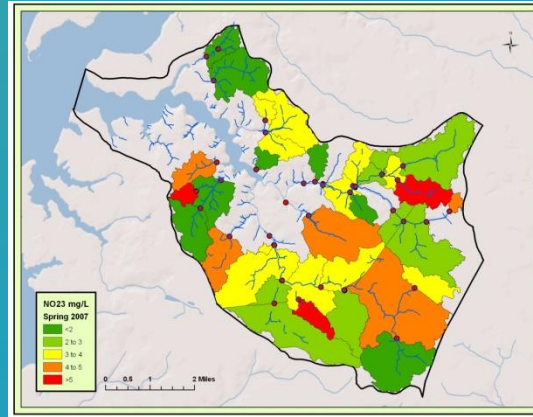 N
NO23 mg/L
Spring 2007
<2
2 to 3
3 to 4
4 to 5
>5
0 0.5 1 2 Miles